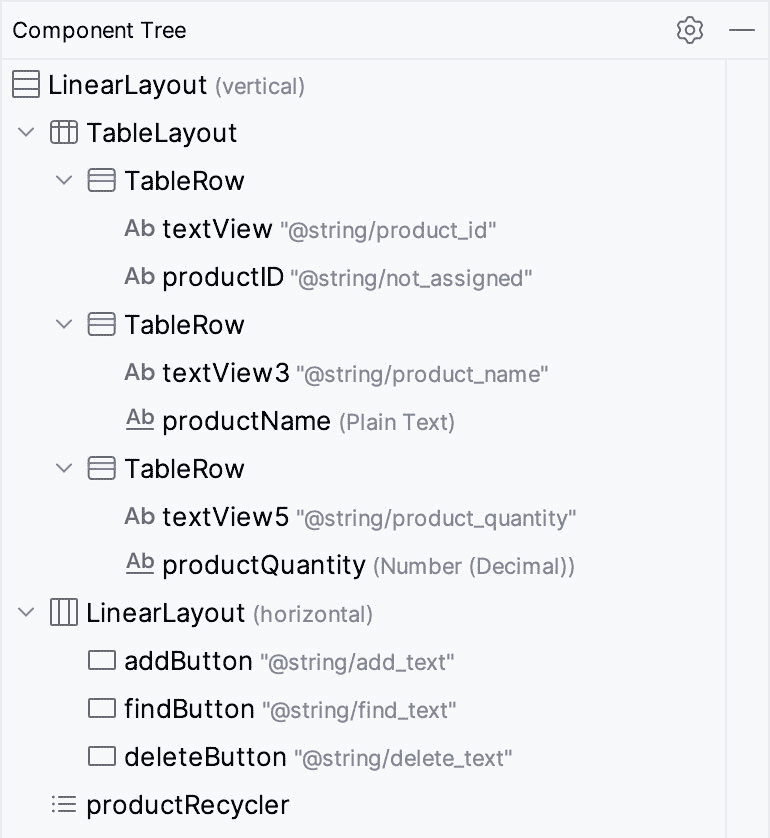 Component Tree
LinearLayout (vertical)
TableLayout
TableRow
Ab textView "@string/product_id"
Ab productID "@string/not_assigned"
TableRow
Ab textView3 "@string/product_name"
Ab productName (Plain Text)
TableRow
Ab textView5 "@string/product_quantity"
Ab productQuantity (Number (Decimal))
LinearLayout (horizontal)
addButton "@string/add_text"
findButton "@string/find_text"
deleteButton "@string/delete_text"
productRecycler